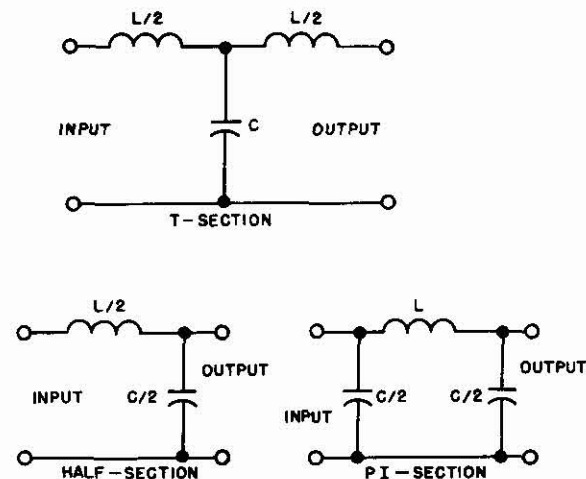 L/2 L/2
C
INPUT OUTPUT
T-SECTION
L/2
OUTPUT
INPUT C/2
HALF-SECTION
L
OUTPUT
C/2 C/2
INPUT
PI-SECTION